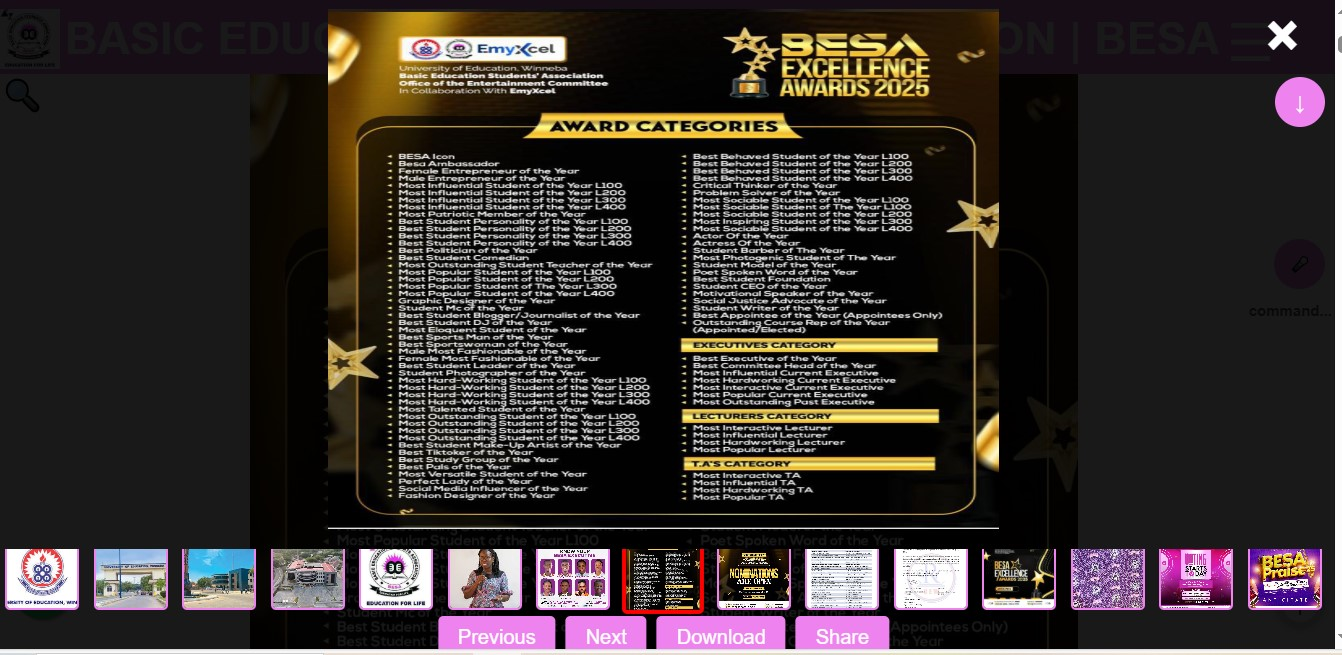 BASIC EDU
ON | BESA
EmyXcel
University of Education, Winneba
Basic Education Students' Association
Office of the Entertainment Committee
In Collaboration With EmyXcel
BESA
EXCELLENCE
AWARDS 2025
AWARD CATEGORIES
BESA Icon
Besa Ambassador
Female Entrepreneur of the Year
Male Entrepreneur of the Year
Most Influential Student of the Year L100
Most Influential Student of the Year L200
Most Influential Student of the Year L300
Most Influential Student of the Year L400
Most Patriotic Member of the Year
Best Student Personality of the Year L100
Best Student Personality of the Year L200
Best Student Personality of the Year L300
Best Student Personality of the Year L400
Best Politician of the Year
Best Student Comedian
Most Outstanding Student Teacher of the Year
Most Popular Student of the Year L100
Most Popular Student of the Year L200
Most Popular Student of The Year L300
Most Popular Student of the Year L400
Graphic Designer of the Year
Student Mc of the Year
Best Student Blogger/Journalist of the Year
Best Student DJ of the Year
Most Eloquent Student of the Year
Best Sports Man of the Year
Best Sportswoman of the Year
Male Most Fashionable of the Year
Female Most Fashionable of the Year
Best Student Leader of the Year
Student Photographer of the Year
Most Hard-Working Student of the Year L100
Most Hard-Working Student of the Year L200
Most Hard-Working Student of the Year L300
Most Hard-Working Student of the Year L400
Most Talented Student of the Year
Most Outstanding Student of the Year L100
Most Outstanding Student of the Year L200
Most Outstanding Student of the Year L300
Most Outstanding Student of the Year L400
Best Student Make-Up Artist of the Year
Best Tiktoker of the Year
Best Study Group of the Year
Best Pals of the Year
Most Versatile Student of the Year
Perfect Lady of the Year
Social Media Influencer of the Year
Fashion Designer of the Year
Best Behaved Student of the Year L100
Best Behaved Student of the Year L200
Best Behaved Student of the Year L300
Best Behaved Student of the Year L400
Critical Thinker of the Year
Problem Solver of the Year
Most Sociable Student of the Year L100
Most Sociable Student of The Year L100
Most Sociable Student of the Year L200
Most Inspiring Student of the Year L300
Most Sociable Student of the Year L400
Actor Of the Year
Actress Of the Year
Student Barber of The Year
Most Photogenic Student of The Year
Student Model of the Year
Poet Spoken Word of the Year
Best Student Foundation
Student CEO of the Year
Motivational Speaker of the Year
Social Justice Advocate of the Year
Student Writer of the Year
Best Appointee of the Year (Appointees Only)
Outstanding Course Rep of the Year
(Appointed/Elected)
EXECUTIVES CATEGORY
Best Executive of the Year
Best Committee Head of the Year
Most Influential Current Executive
Most Hardworking Current Executive
Most Interactive Current Executive
Most Popular Current Executive
Most Outstanding Past Executive
LECTURERS CATEGORY
Most Interactive Lecturer
Most Influential Lecturer
Most Hardworking Lecturer
Most Popular Lecturer
T.A'S CATEGORY
Most Interactive TA
Most Influential TA
Most Hardworking TA
Most Popular TA
command...
Most Popular Student of the Year L100
Poet Spoken Word of the Year
EDUCATION FOR LIFE
KNOW YOUR
NOMINATIONS
BESA
EXCELLENCE
BESA
Praise
Previous
Next
Download
Share